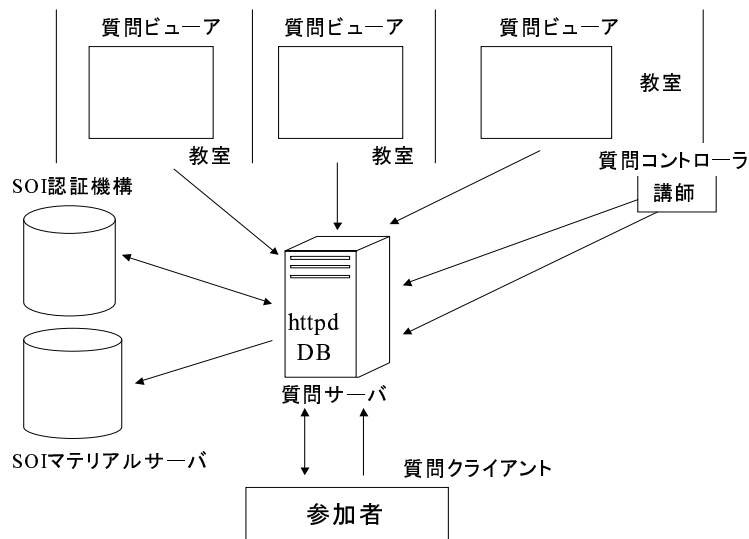 質問ビューア
質問ビューア
質問ビューア
教室
教室
教室
質問コントローラ
講師
SOI認証機構
httpd
DB
質問サーバ
SOIマテリアルサーバ
質問クライアント
参加者